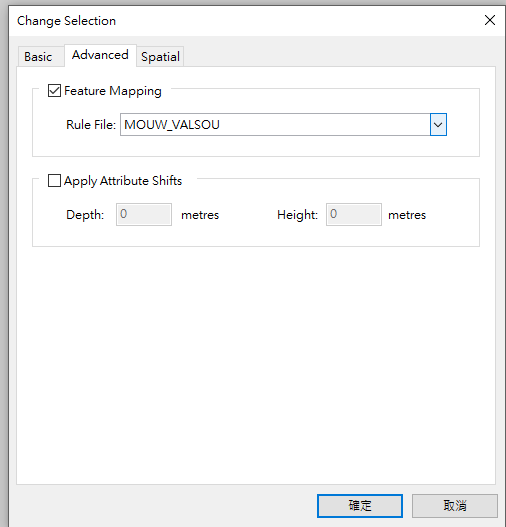 Change Selection
Basic Advanced Spatial
Feature Mapping
Rule File: MOUW_VALSOU
Apply Attribute Shifts
Depth: 0 metres Height: 0 metres
確定 取消